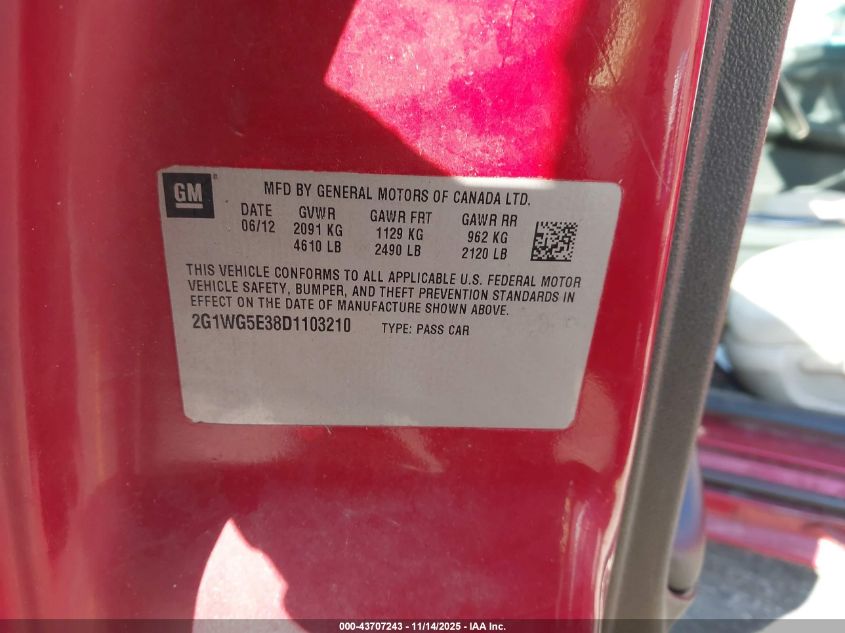 GM
®
MFD BY GENERAL MOTORS OF CANADA LTD.
DATE GVWR GAWR FRT GAWR RR
06/12 2091 KG 1129 KG 962 KG
4610 LB 2490 LB 2120 LB
THIS VEHICLE CONFORMS TO ALL APPLICABLE U.S. FEDERAL MOTOR
VEHICLE SAFETY, BUMPER, AND THEFT PREVENTION STANDARDS IN
EFFECT ON THE DATE OF MANUFACTURE SHOWN ABOVE.
2G1WG5E38D1103210 TYPE: PASS CAR
000-43707243 - 11/14/2025 - IAA Inc.